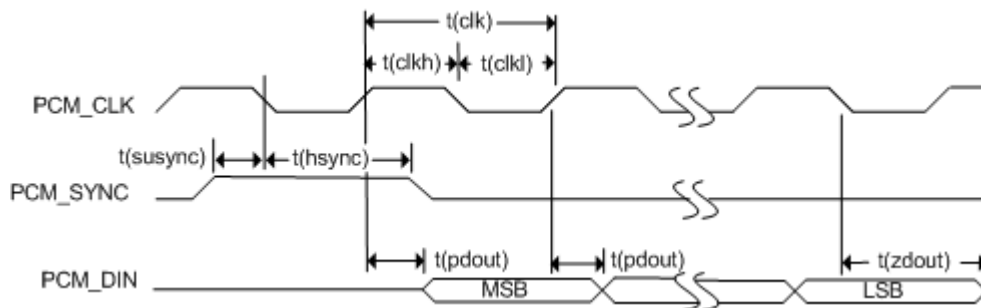 t(clk)
t(clkh) t(clkl)
PCM_CLK
t(susync) t(hsync)
PCM_SYNC
t(pdout) t(pdout) t(zdout)
PCM_DIN MSB LSB